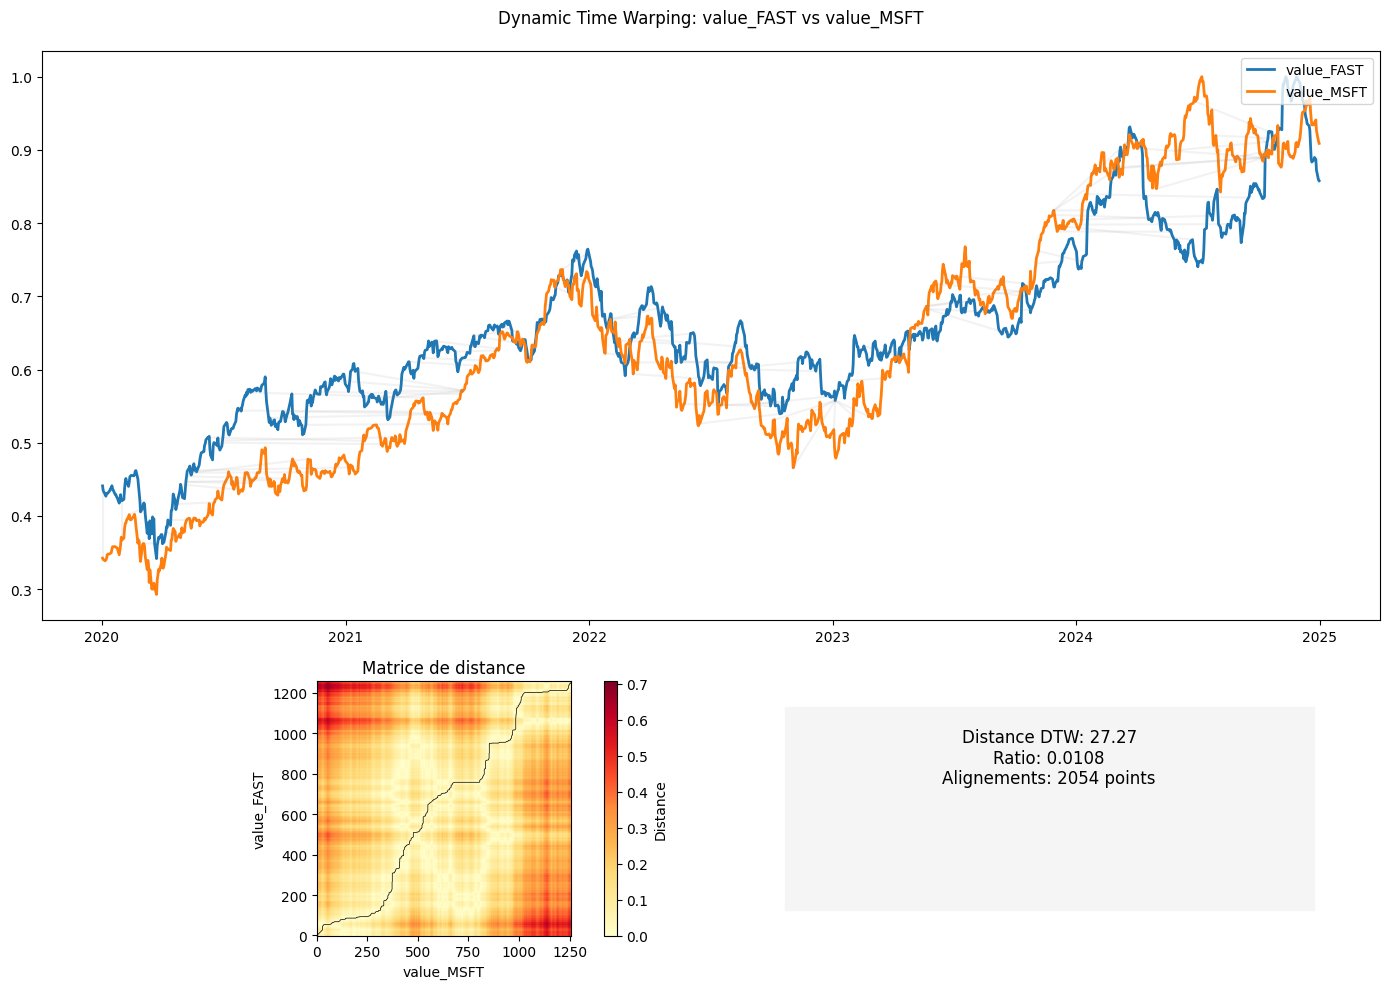 Dynamic Time Warping: value_FAST vs value_MSFT
value_FAST
value_MSFT
1.0
0.9
0.8
0.7
0.6
0.5
0.4
0.3
2020 2021 2022 2023 2024 2025
Matrice de distance
value_FAST
1200
1000
800
600
400
200
0
0 250 500 750 1000 1250
value_MSFT
0.7
0.6
0.5
0.4
0.3
0.2
0.1
0.0
Distance
Distance DTW: 27.27
Ratio: 0.0108
Alignements: 2054 points